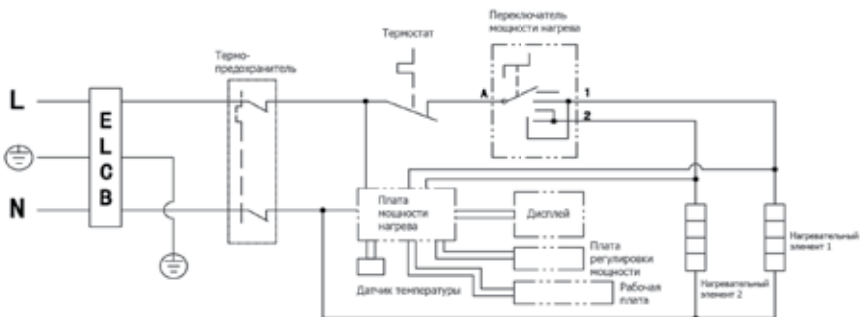 Переключатель
мощности нагрева
Термостат
Термо-
предохранитель
L
A
1
2
ELCB
N
Плата
мощности
нагрева
Дисплей
Плата
регулировки
мощности
Датчик температуры
Рабочая
плата
Нагревательный
элемент 1
Нагревательный
элемент 2